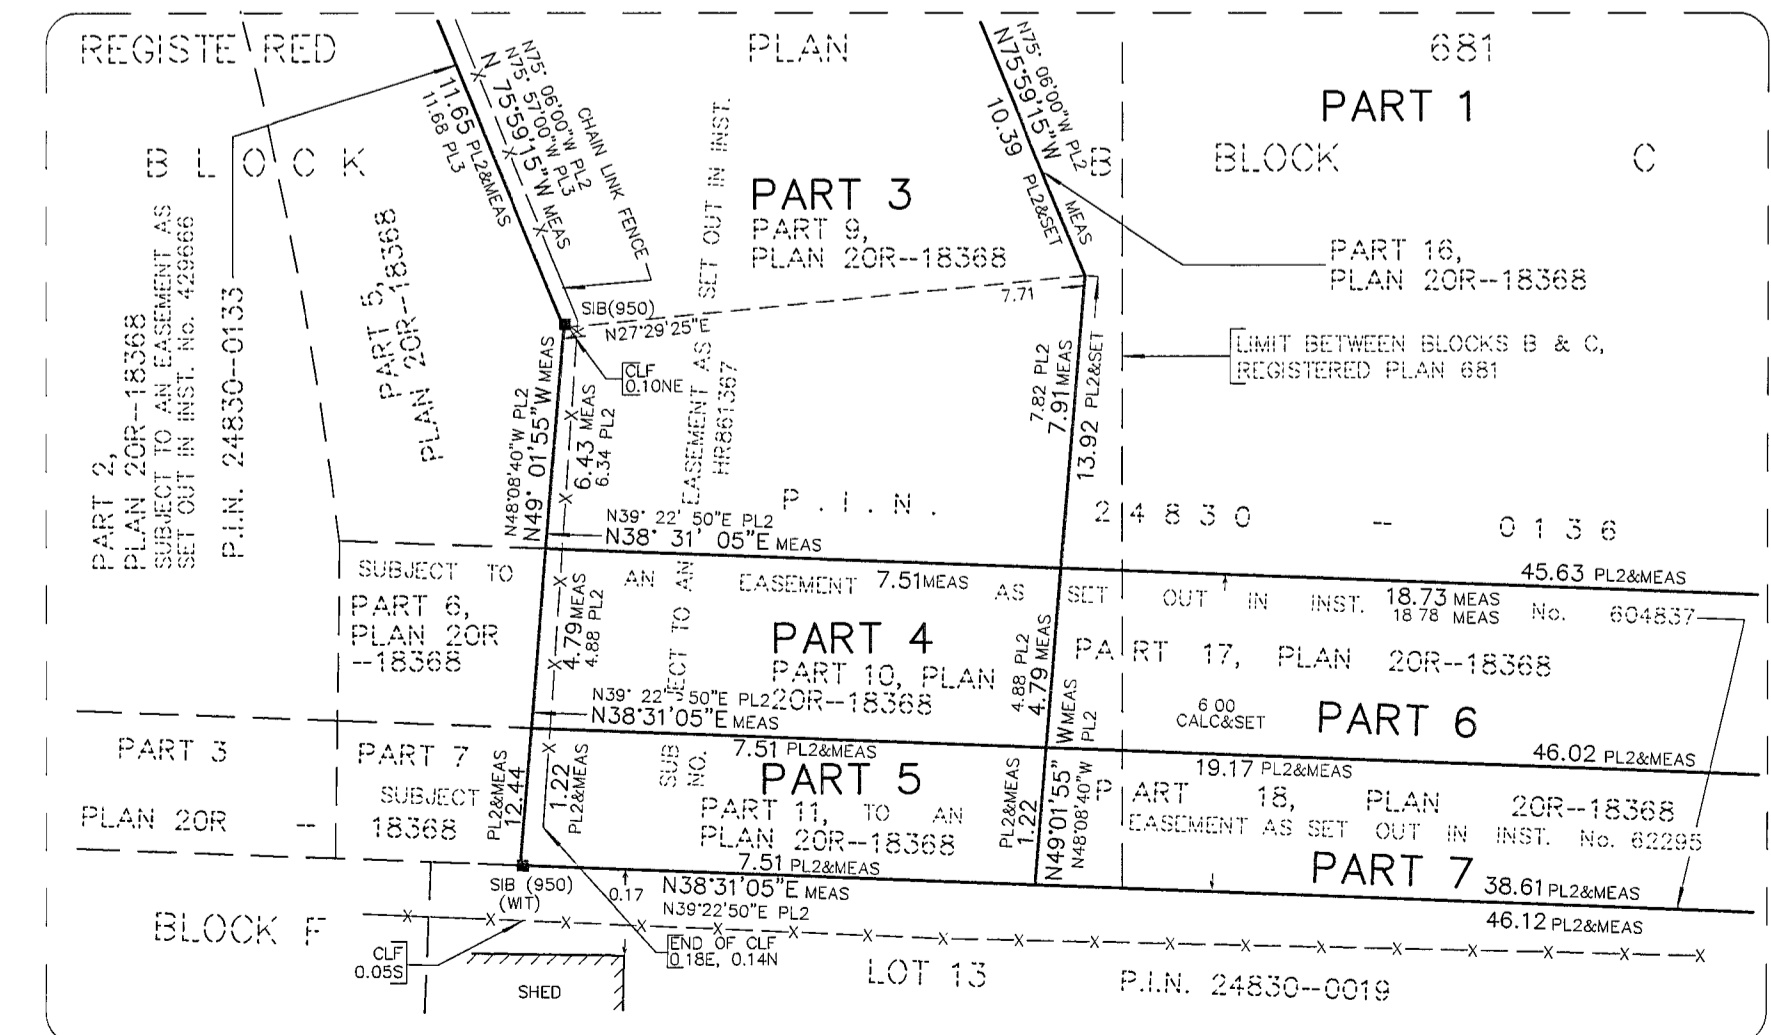 REGISTERED PLAN 681
BLOCK B
BLOCK C
PART 1
N75° 06'00"W PL2
N75° 57'00"W PL3
N 75°59'15"W MEAS
11.65 PL2&MEAS
11.68 PL3
CHAIN LINK FENCE
N75° 06'00"W PL2
N75°59'15"W MEAS
10.39 PL2&SET
PART 3
PART 9,
PLAN 20R--18368
PART 16,
PLAN 20R--18368
PART 5,
PLAN 20R--18368
PART 2,
PLAN 20R--18368
SUBJECT TO AN EASEMENT AS
SET OUT IN INST. No. 429666
P.I.N. 24830--0133
SUBJECT TO AN EASEMENT AS SET OUT IN INST.
NO. HR861367
SIB(950)
N27°29'25"E
7.71
CLF
0.10NE
LIMIT BETWEEN BLOCKS B & C,
REGISTERED PLAN 681
N48°08'40"W PL2
N49° 01'55"W MEAS
6.43 MEAS
6.34 PL2
7.82 PL2
7.91 MEAS
13.92 PL2&SET
P.I.N. 24830 -- 0136
N39° 22' 50"E PL2
N38° 31' 05"E MEAS
SUBJECT TO AN EASEMENT AS SET OUT IN INST. No. 604837
7.51 MEAS
45.63 PL2&MEAS
18.73 MEAS
18 78 MEAS
PART 6,
PLAN 20R
--18368
4.79 MEAS
4.88 PL2
PART 4
PART 10, PLAN
20R--18368
4.88 PL2
4.79 MEAS
PART 17, PLAN 20R--18368
6 00
CALC&SET
PART 6
N39° 22' 50"E PL2
N38°31'05"E MEAS
7.51 PL2&MEAS
46.02 PL2&MEAS
19.17 PL2&MEAS
PART 3
PLAN 20R -- 18368
PART 7
SUBJECT TO AN
EASEMENT AS SET OUT IN INST. No. 62295
PL2&MEAS
12.44
1.22
PL2&MEAS
PART 5
PART 11,
PLAN 20R--18368
PL2&MEAS
1.22
N49°01'55"W MEAS
N48°08'40"W PL2
PART 18, PLAN 20R--18368
PART 7
7.51 PL2&MEAS
38.61 PL2&MEAS
46.12 PL2&MEAS
SIB (950)
(WIT)
0.17
N38°31'05"E MEAS
N39°22'50"E PL2
BLOCK F
CLF
0.05S
END OF CLF
0.18E, 0.14N
SHED
LOT 13
P.I.N. 24830--0019